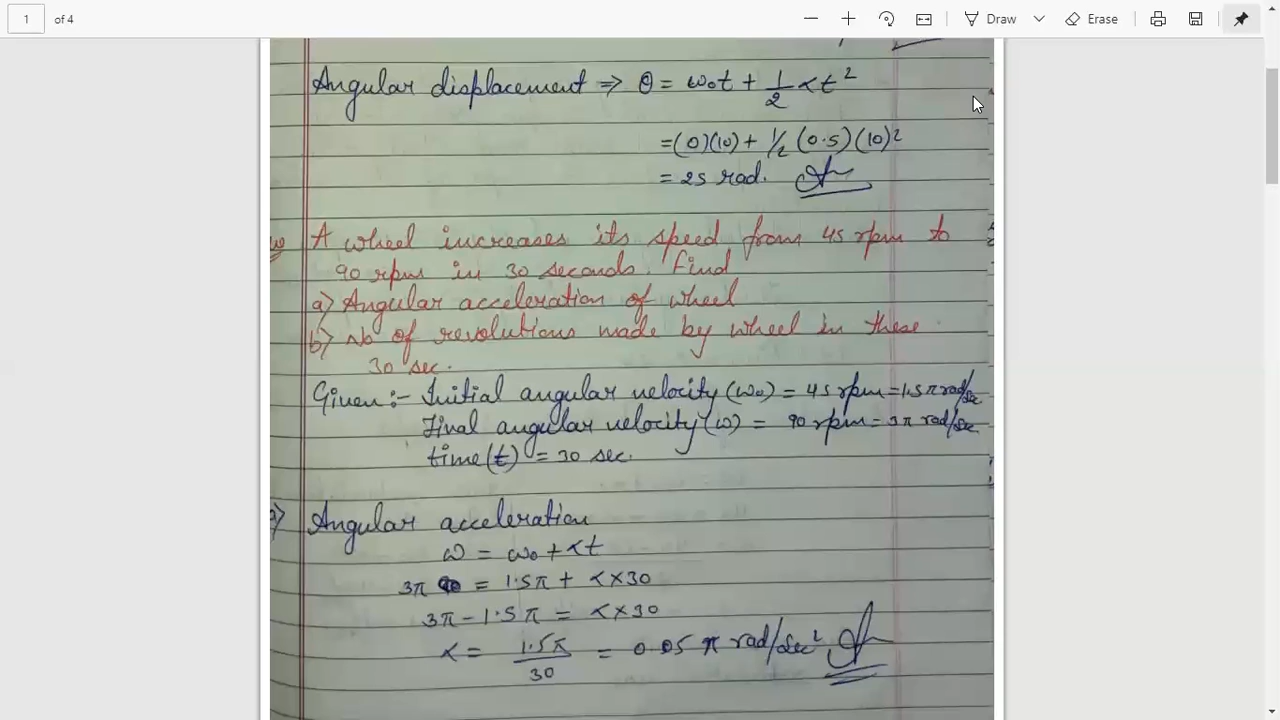 1 of 4 Draw Erase
Angular displacement ⇒ θ = ω₀t + 1/2 αt²
=(0)(10)+ 1/2 (0.5)(10)²
= 25 rad.
A wheel increases its speed from 45 rpm to
90 rpm in 30 seconds. Find
a) Angular acceleration of wheel
b) No of revolutions made by wheel in these
30 sec.
Given :- Initial angular velocity (ω₀) = 45 rpm = 1.5π rad/sec
Final angular velocity (ω) = 90 rpm = 3π rad/sec
time(t) = 30 sec.
Angular acceleration
ω = ω₀ + αt
3π = 1.5π + α×30
3π - 1.5π = α×30
α = 1.5π/30 = 0.05 π rad/sec²